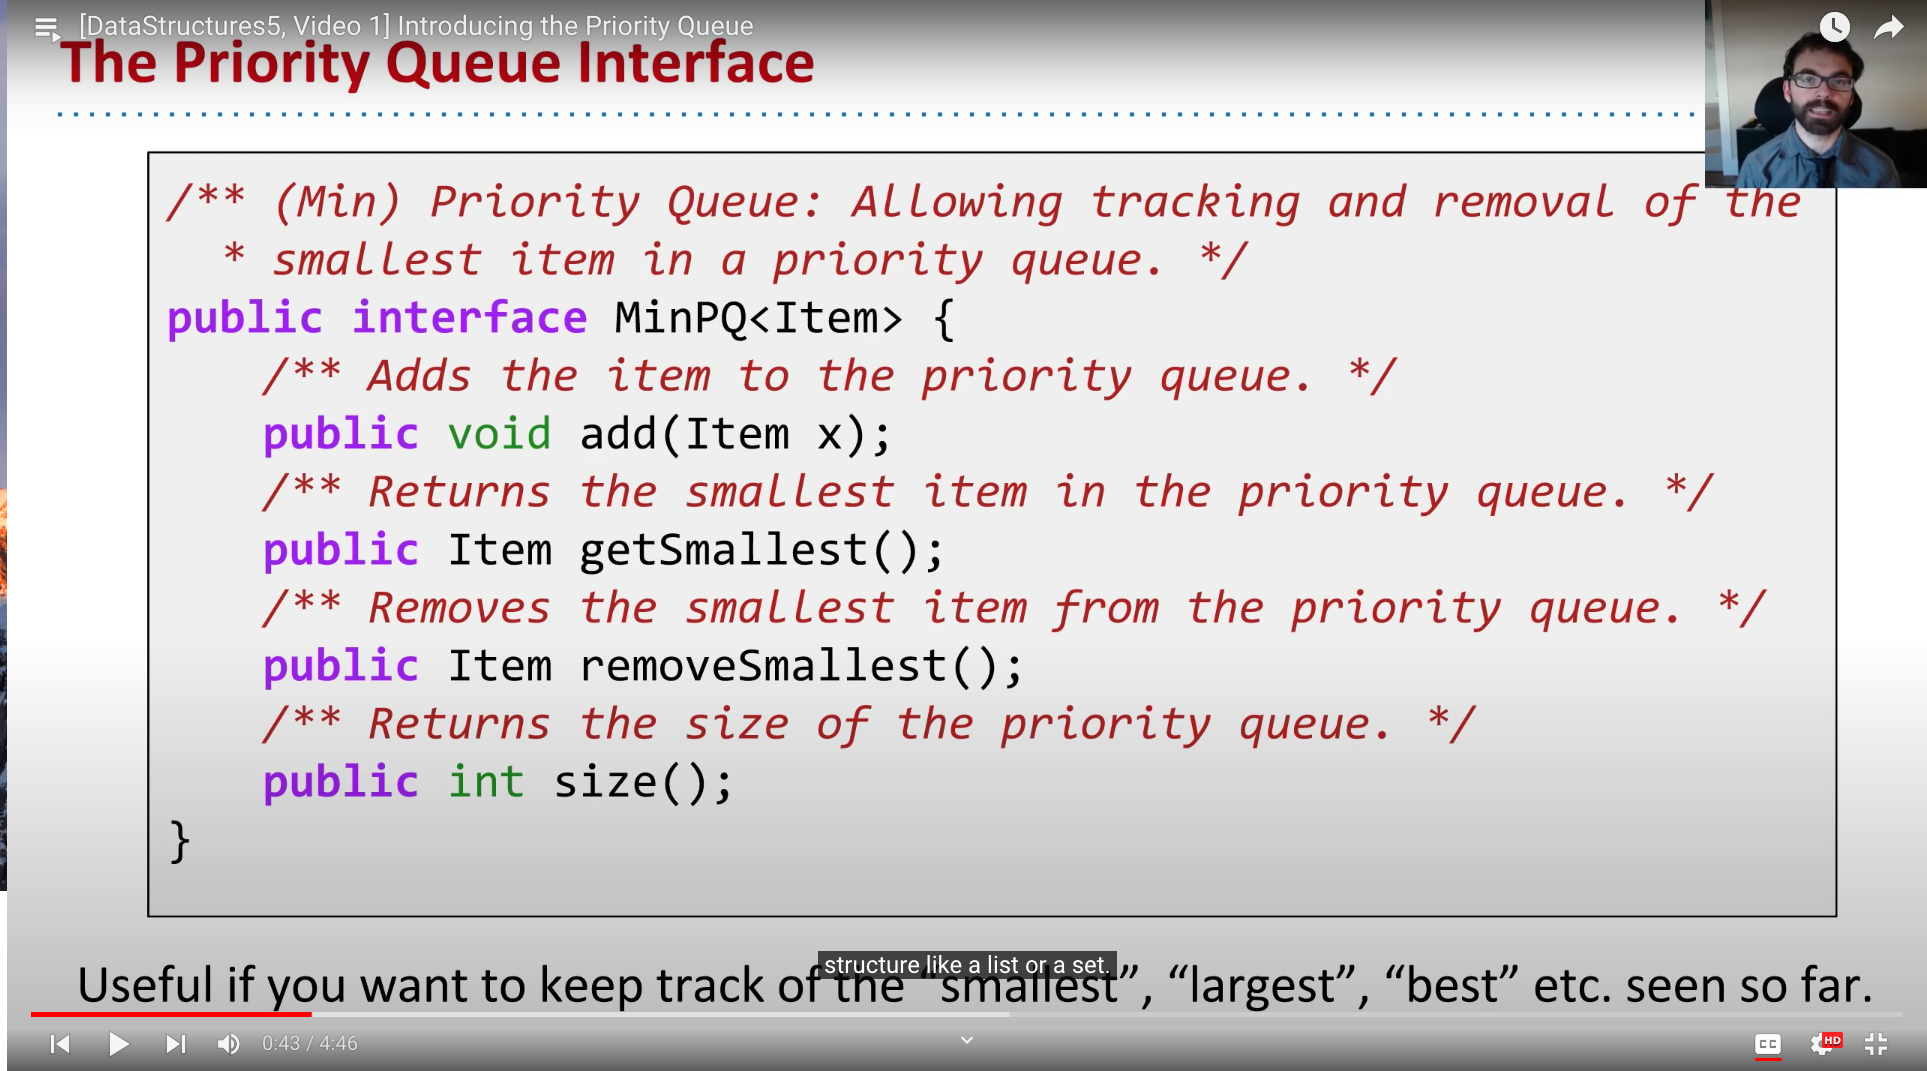 [DataStructures5, Video 1] Introducing the Priority Queue
The Priority Queue Interface
/** (Min) Priority Queue: Allowing tracking and removal of the
* smallest item in a priority queue. */
public interface MinPQ<Item> {
/** Adds the item to the priority queue. */
public void add(Item x);
/** Returns the smallest item in the priority queue. */
public Item getSmallest();
/** Removes the smallest item from the priority queue. */
public Item removeSmallest();
/** Returns the size of the priority queue. */
public int size();
}
structure like a list or a set.
Useful if you want to keep track of the “smallest”, “largest”, “best” etc. seen so far.
0:43 / 4:46
CC
HD